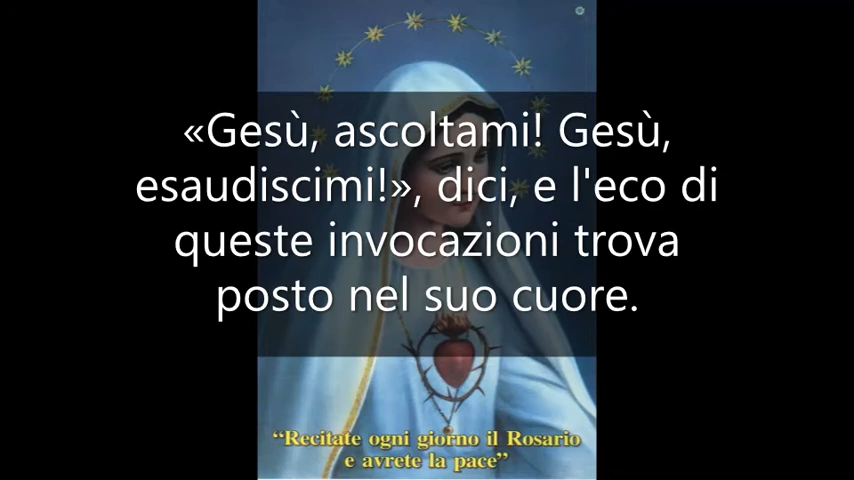 «Gesù, ascoltami! Gesù,
esaudiscimi!», dici, e l'eco di
queste invocazioni trova
posto nel suo cuore.
“Recitate ogni giorno il Rosario
e avrete la pace”